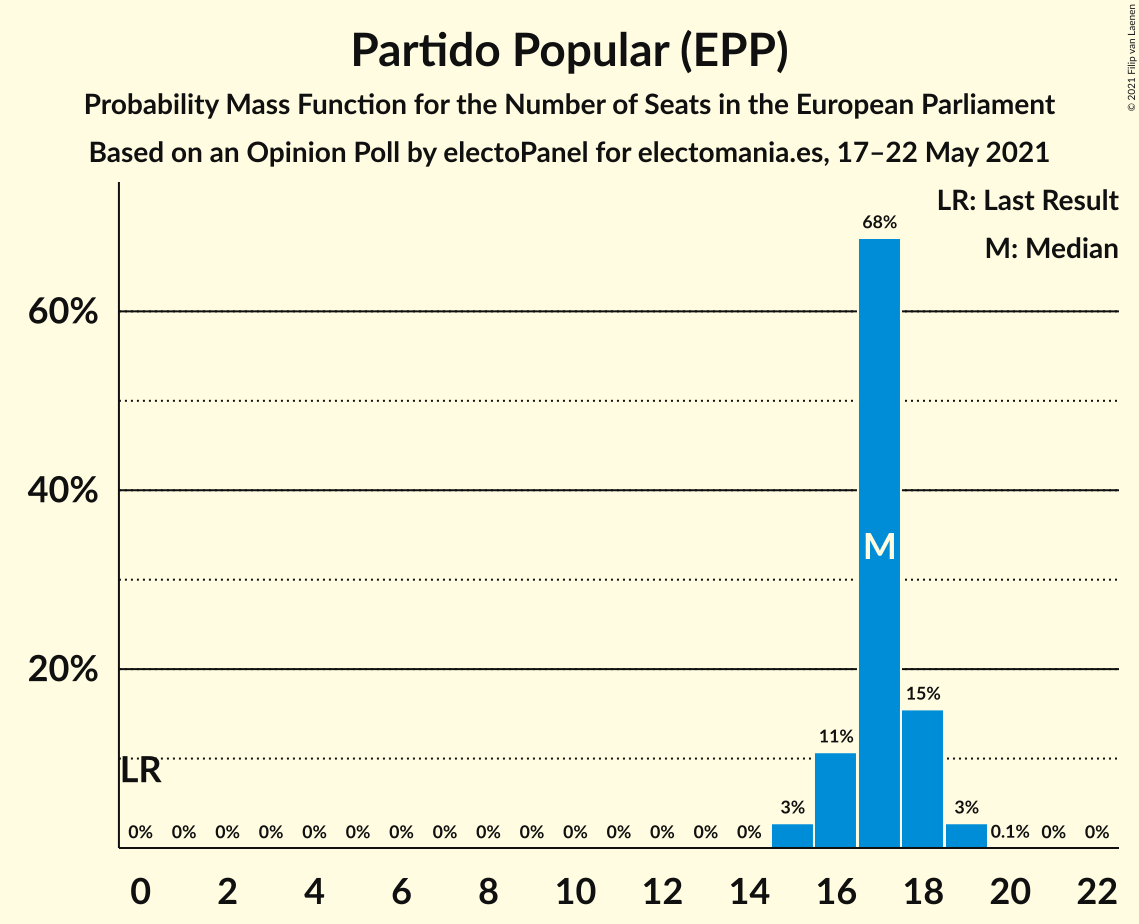 Partido Popular (EPP)
Probability Mass Function for the Number of Seats in the European Parliament
Based on an Opinion Poll by electoPanel for electomania.es, 17–22 May 2021
© 2021 Filip van Laenen
LR: Last Result
M: Median
60%
40%
20%
68%
M
15%
11%
LR
3%
3%
0% 0% 0% 0% 0% 0% 0% 0% 0% 0% 0% 0% 0% 0% 0% 0.1% 0% 0%
0 2 4 6 8 10 12 14 16 18 20 22